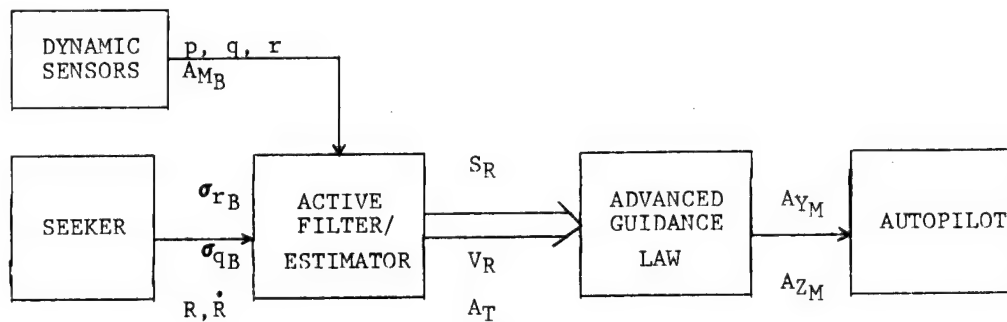 DYNAMIC
SENSORS
p, q, r
A_{M_B}
SEEKER
σ_{r_B}
σ_{q_B}
R, Ṙ
ACTIVE
FILTER/
ESTIMATOR
S_R
V_R
A_T
ADVANCED
GUIDANCE
LAW
A_{Y_M}
A_{Z_M}
AUTOPILOT